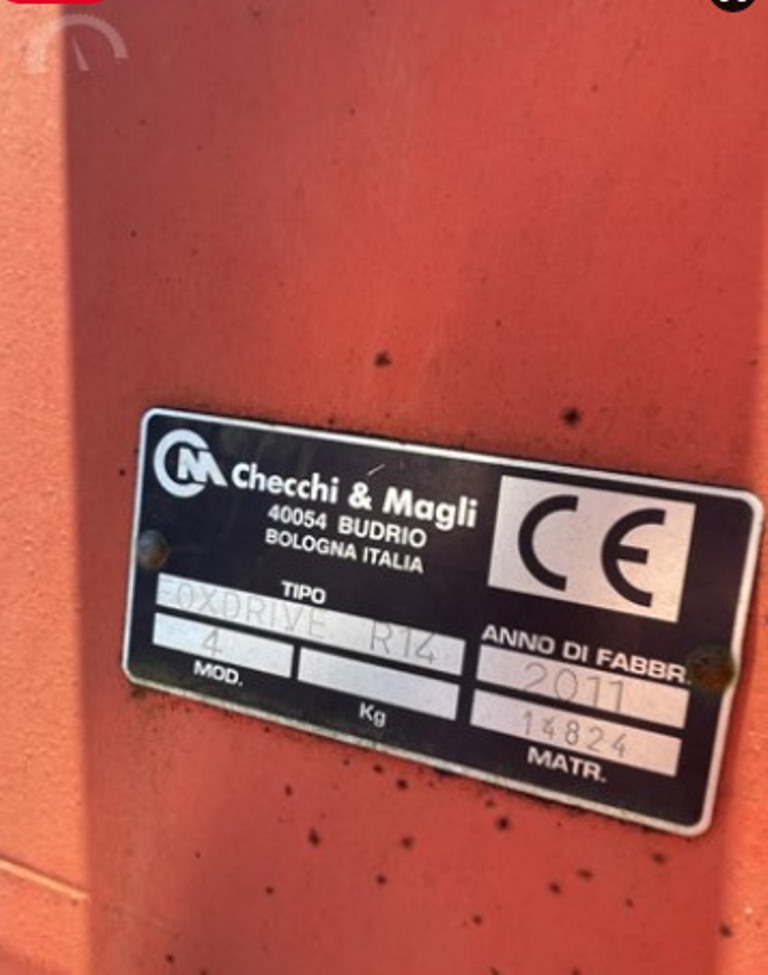 CM Checchi & Magli
40054 BUDRIO
BOLOGNA ITALIA
CE
TIPO
FOXDRIVE R14
4
MOD.
Kg
ANNO DI FABBR.
2011
14824
MATR.